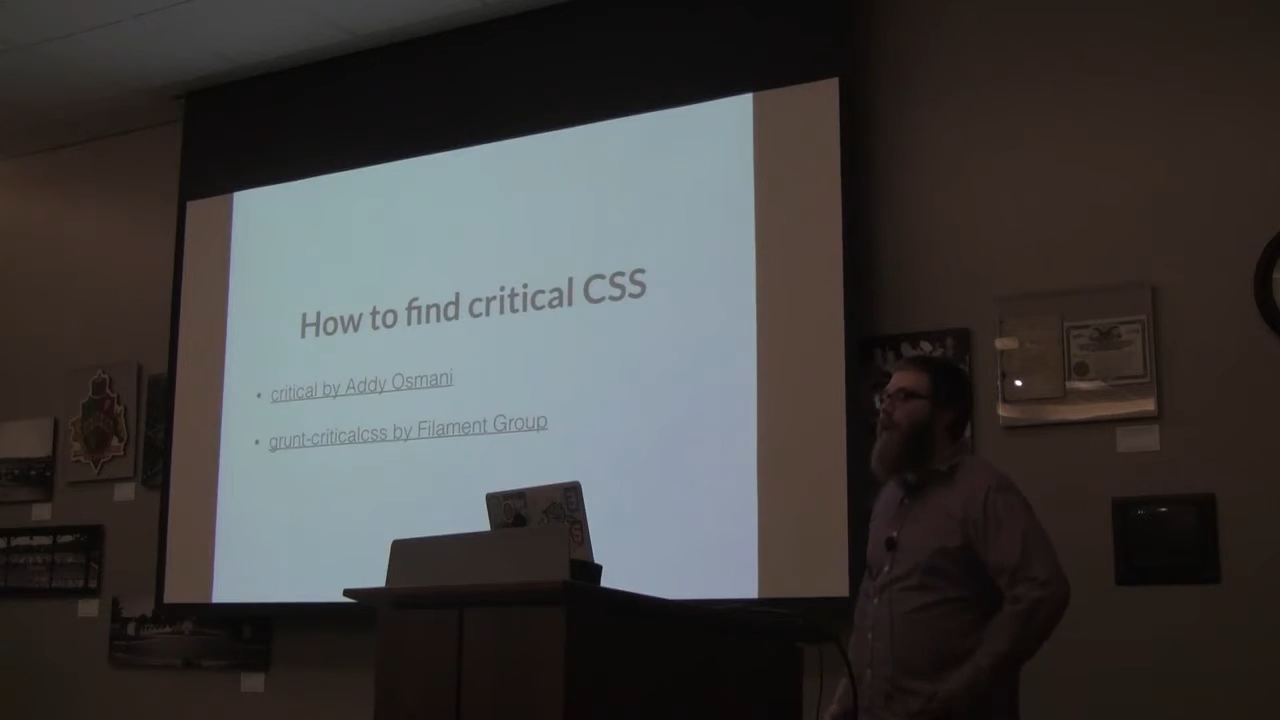 How to find critical CSS
critical by Addy Osmani
grunt-criticalcss by Filament Group